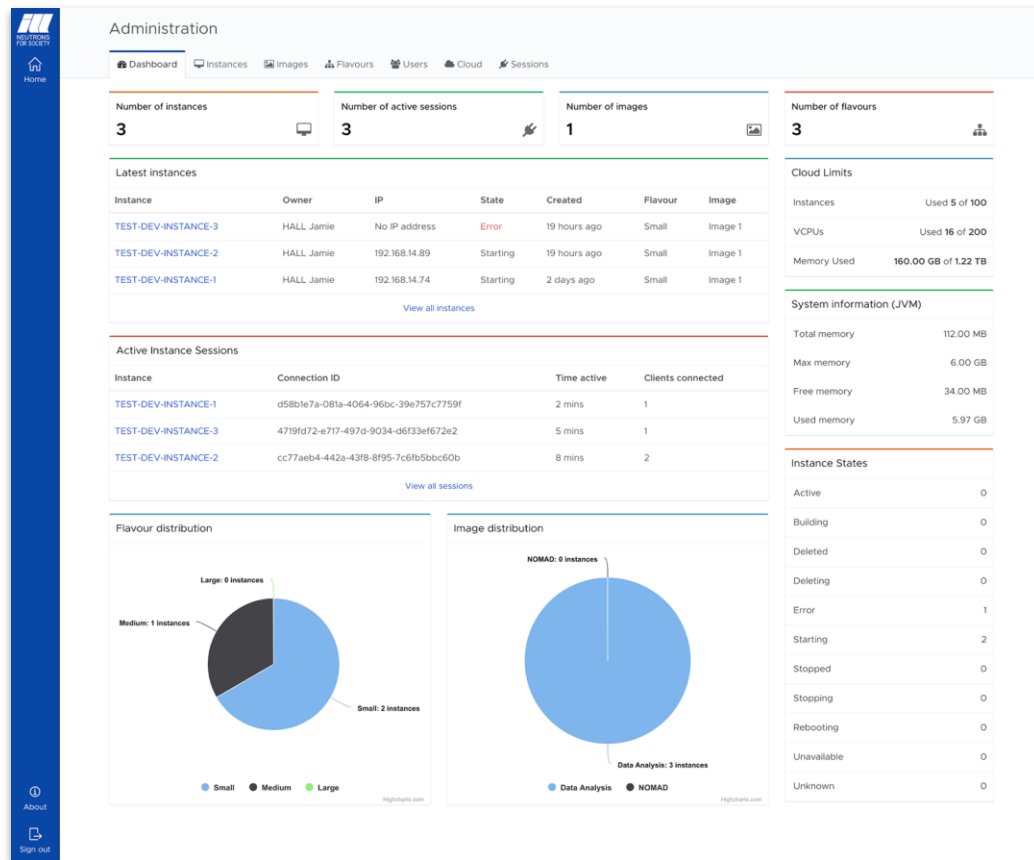 ill
NEUTRONS
FOR SOCIETY
Home
About
Sign out
Administration
Dashboard Instances Images Flavours Users Cloud Sessions
Number of instances
3
Number of active sessions
3
Number of images
1
Number of flavours
3
Latest instances
Instance Owner IP State Created Flavour Image
TEST-DEV-INSTANCE-3 HALL Jamie No IP address Error 19 hours ago Small Image 1
TEST-DEV-INSTANCE-2 HALL Jamie 192.168.14.89 Starting 19 hours ago Small Image 1
TEST-DEV-INSTANCE-1 HALL Jamie 192.168.14.74 Starting 2 days ago Small Image 1
View all instances
Active Instance Sessions
Instance Connection ID Time active Clients connected
TEST-DEV-INSTANCE-1 d58b1e7a-081a-4064-96bc-39e757c7759f 2 mins 1
TEST-DEV-INSTANCE-3 4719fd72-e717-497d-9034-d6f33ef672e2 5 mins 1
TEST-DEV-INSTANCE-2 cc77aeb4-442a-43f8-8f95-7c6fb5bbc60b 8 mins 2
View all sessions
Flavour distribution
Large: 0 instances
Medium: 1 instances
Small: 2 instances
Small Medium Large
Highcharts.com
Image distribution
NOMAD: 0 instances
Data Analysis: 3 instances
Data Analysis NOMAD
Highcharts.com
Cloud Limits
Instances Used 5 of 100
VCPUs Used 16 of 200
Memory Used 160.00 GB of 1.22 TB
System information (JVM)
Total memory 112.00 MB
Max memory 6.00 GB
Free memory 34.00 MB
Used memory 5.97 GB
Instance States
Active 0
Building 0
Deleted 0
Deleting 0
Error 1
Starting 2
Stopped 0
Stopping 0
Rebooting 0
Unavailable 0
Unknown 0